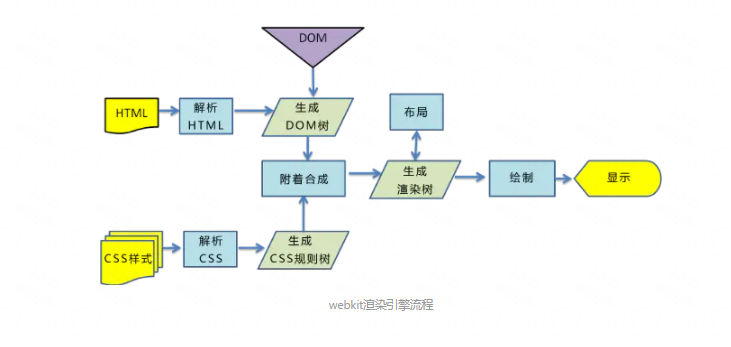 DOM
HTML
解析
HTML
生成
DOM树
布局
附着合成
生成
渲染树
绘制
显示
CSS样式
解析
CSS
生成
CSS规则树
webkit渲染引擎流程